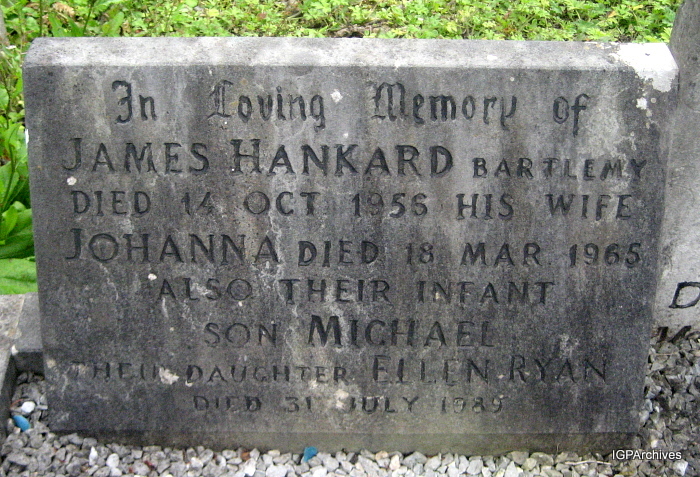 In Loving Memory of
JAMES HANKARD BARTLEMY
DIED 14 OCT 1956 HIS WIFE
JOHANNA DIED 18 MAR 1965
ALSO THEIR INFANT
SON MICHAEL
THEIR DAUGHTER ELLEN RYAN
DIED 31 JULY 1989
D
IGPArchives